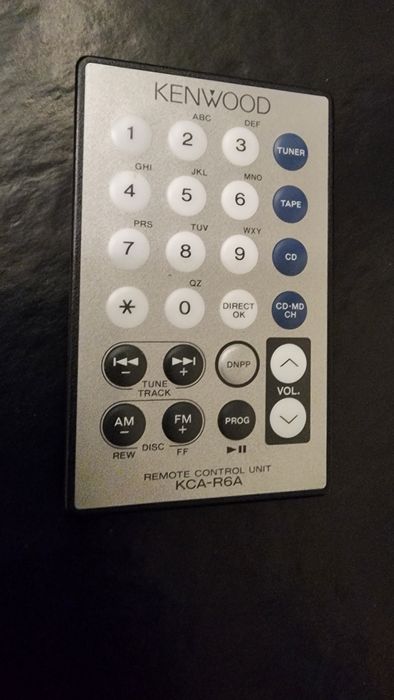 KENWOOD
ABC DEF
1 2 3 TUNER
GHI JKL MNO
4 5 6 TAPE
PRS TUV WXY
7 8 9 CD
QZ
* 0 DIRECT OK CD•MD CH
− + DNPP
TUNE
TRACK
VOL.
AM − FM + PROG
REW DISC FF
REMOTE CONTROL UNIT
KCA-R6A